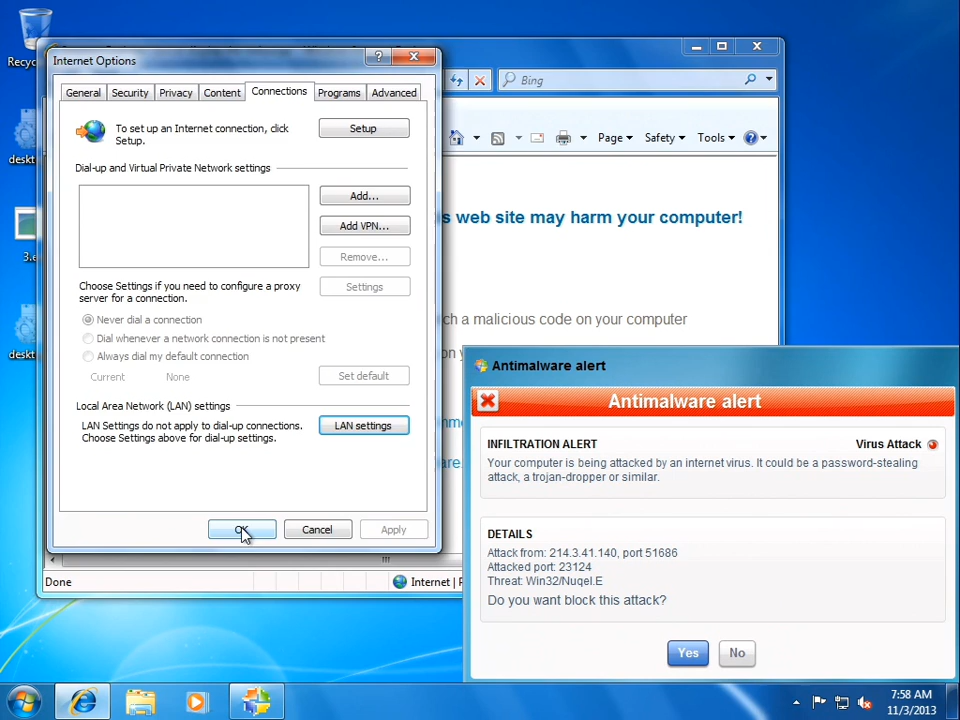 Recyc
deskt
3.e
deskt
Internet Options
General
Security
Privacy
Content
Connections
Programs
Advanced
To set up an Internet connection, click
Setup.
Setup
Dial-up and Virtual Private Network settings
Add...
Add VPN...
Remove...
Choose Settings if you need to configure a proxy
server for a connection.
Settings
Never dial a connection
Dial whenever a network connection is not present
Always dial my default connection
Current
None
Set default
Local Area Network (LAN) settings
LAN Settings do not apply to dial-up connections.
Choose Settings above for dial-up settings.
LAN settings
OK
Cancel
Apply
Bing
Page
Safety
Tools
s web site may harm your computer!
ch a malicious code on your computer
Done
Internet | P
Antimalware alert
Antimalware alert
INFILTRATION ALERT
Virus Attack
Your computer is being attacked by an internet virus. It could be a password-stealing
attack, a trojan-dropper or similar.
DETAILS
Attack from: 214.3.41.140, port 51686
Attacked port: 23124
Threat: Win32/Nuqel.E
Do you want block this attack?
Yes
No
7:58 AM
11/3/2013